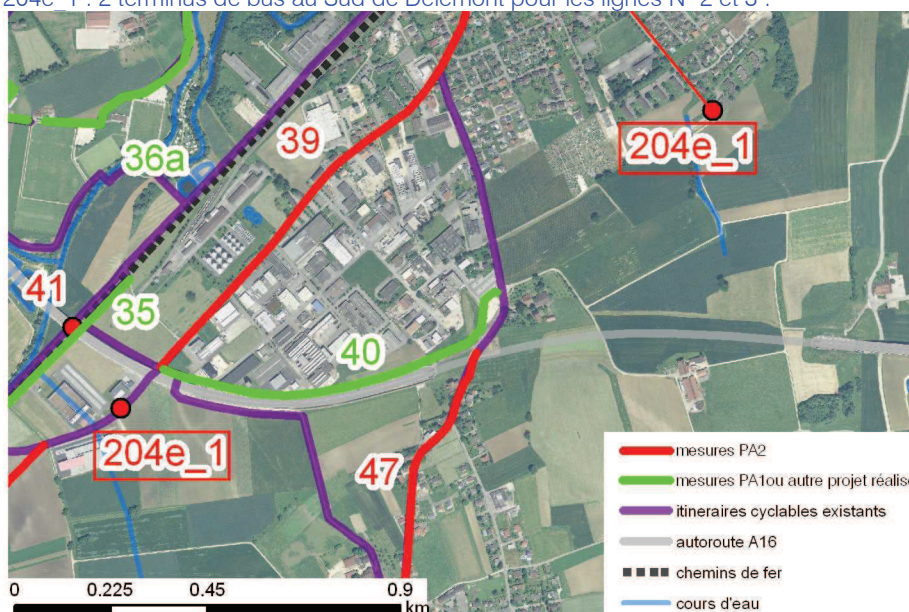 204e_1 : 2 terminus de bus au Sud de Delémont pour les lignes N° 2 et 3 :
39
36a
204e_1
41
35
40
204e_1
47
mesures PA2
mesures PA1ou autre projet réalisé
itineraires cyclables existants
autoroute A16
chemins de fer
cours d'eau
0 0.225 0.45 0.9
km